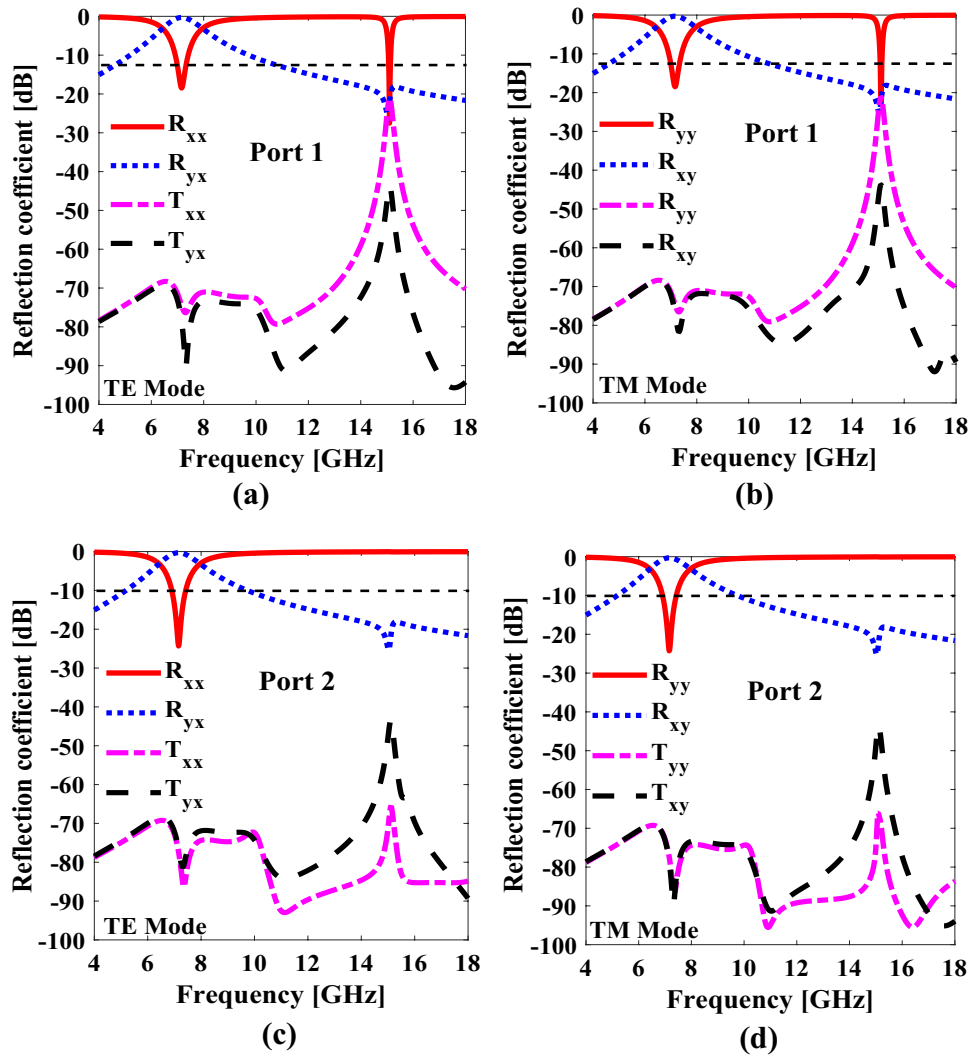 0
-10
-20
-30
-40
-50
-60
-70
-80
-90
-100
4 6 8 10 12 14 16 18
Reflection coefficient [dB]
Frequency [GHz]
Rxx
Ryx
Txx
Tyx
Port 1
TE Mode
(a)
0
-10
-20
-30
-40
-50
-60
-70
-80
-90
-100
4 6 8 10 12 14 16 18
Reflection coefficient [dB]
Frequency [GHz]
Ryy
Rxy
Ryy
Rxy
Port 1
TM Mode
(b)
0
-10
-20
-30
-40
-50
-60
-70
-80
-90
-100
4 6 8 10 12 14 16 18
Reflection coefficient [dB]
Frequency [GHz]
Rxx
Ryx
Txx
Tyx
Port 2
TE Mode
(c)
0
-10
-20
-30
-40
-50
-60
-70
-80
-90
-100
4 6 8 10 12 14 16 18
Reflection coefficient [dB]
Frequency [GHz]
Ryy
Rxy
Tyy
Txy
Port 2
TM Mode
(d)